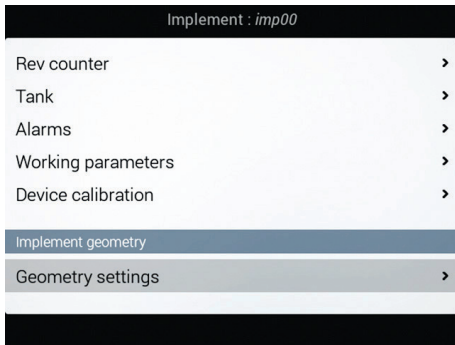 Implement : imp00
Rev counter
Tank
Alarms
Working parameters
Device calibration
Implement geometry
Geometry settings